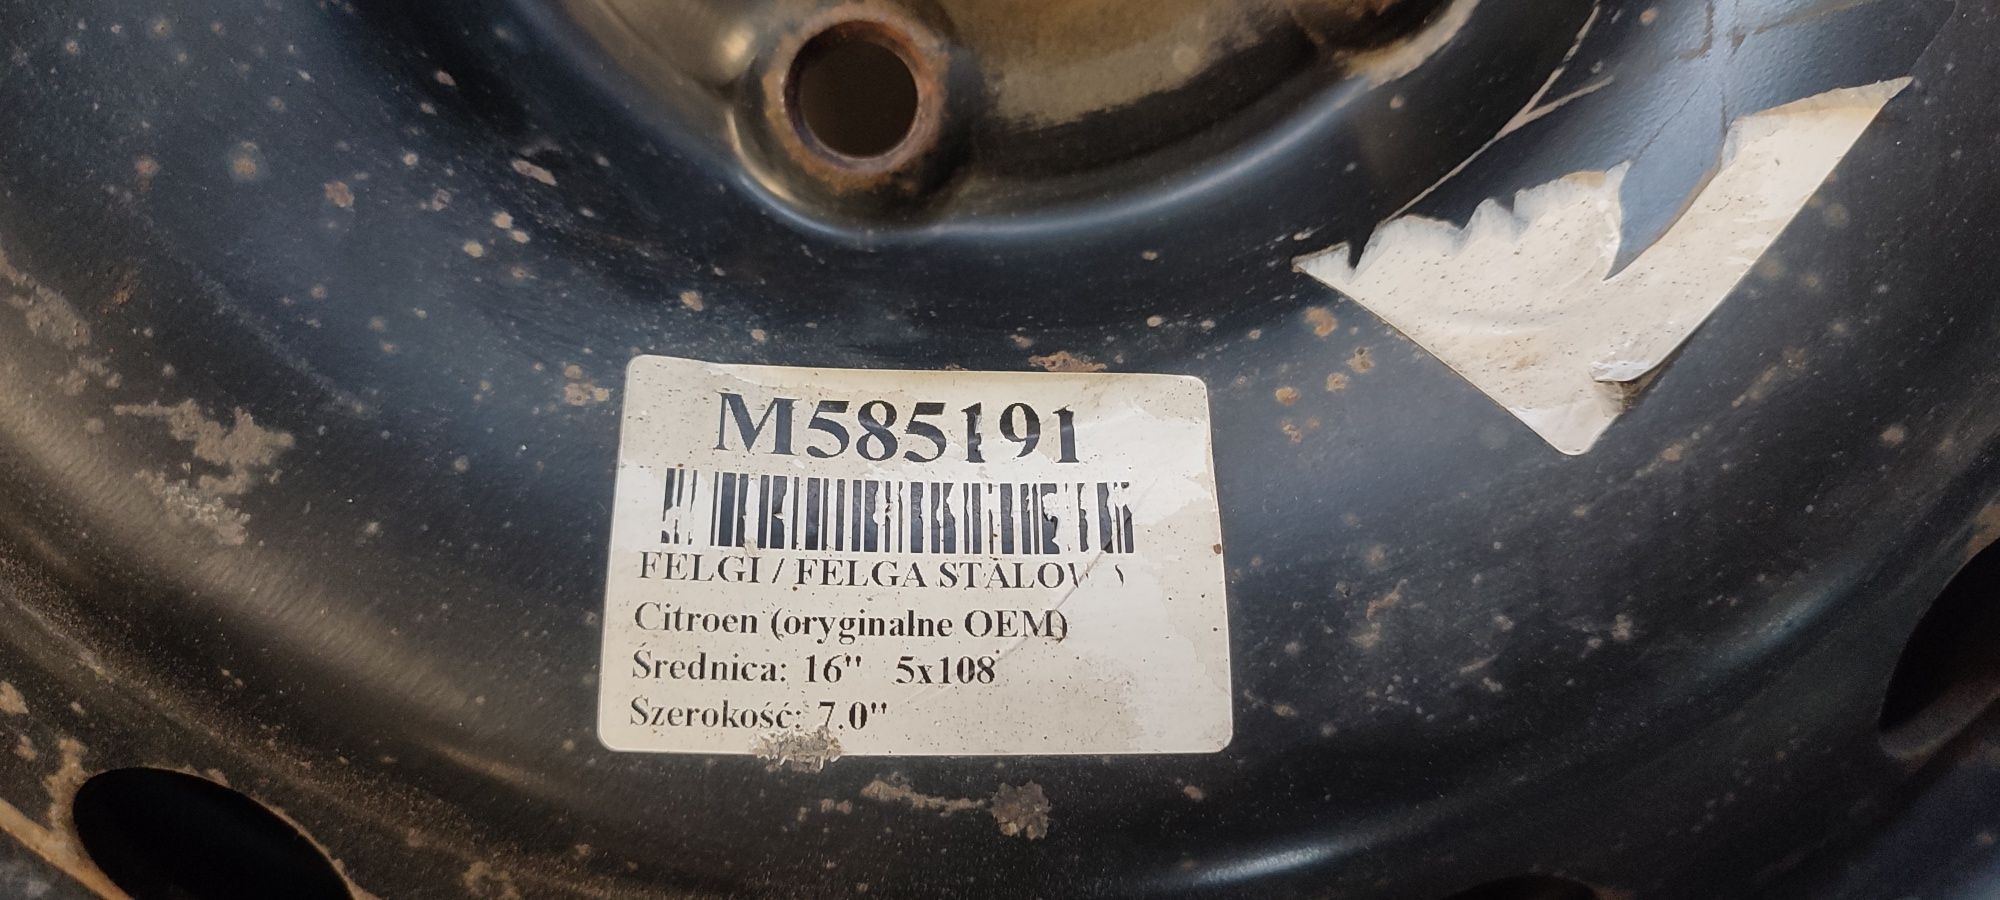 M585191
FELGI / FELGA STALOW
Citroen (oryginalne OEM)
Średnica: 16" 5x108
Szerokość: 7.0"